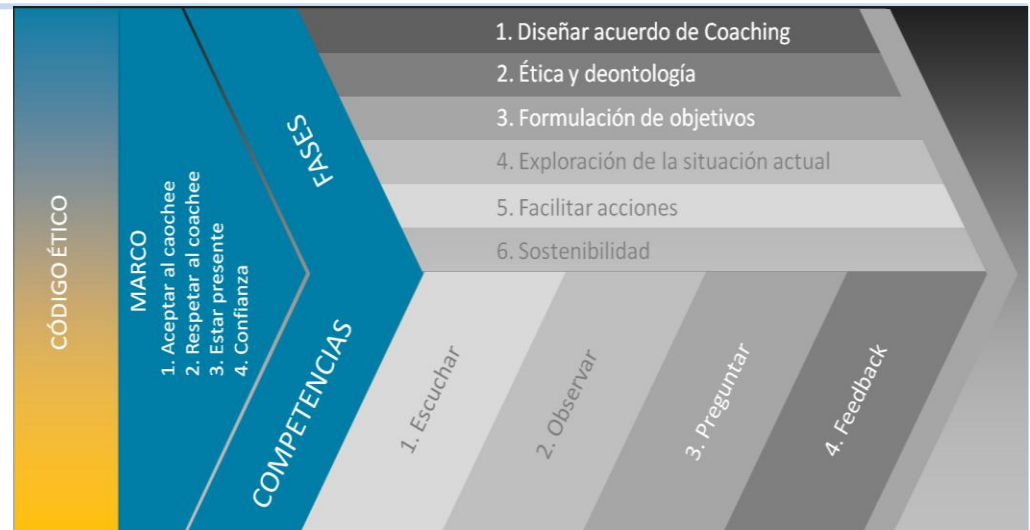 CÓDIGO ÉTICO
MARCO
1. Aceptar al caochee
2. Respetar al coachee
3. Estar presente
4. Confianza
FASES
1. Diseñar acuerdo de Coaching
2. Ética y deontología
3. Formulación de objetivos
4. Exploración de la situación actual
5. Facilitar acciones
6. Sostenibilidad
COMPETENCIAS
1. Escuchar
2. Observar
3. Preguntar
4. Feedback